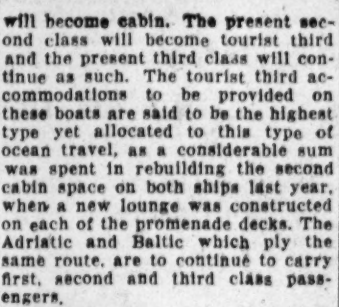 will become cabin. The present sec-
ond class will become tourist third
and the present third class will con-
tinue as such. The tourist third ac-
commodations to be provided on
these boats are said to be the highest
type yet allocated to this type of
ocean travel, as a considerable sum
was spent in rebuilding the second
cabin space on both ships last year,
when a new lounge was constructed
on each of the promenade decks. The
Adriatic and Baltic which ply the
same route, are to continue to carry
first, second and third class pass-
engers.